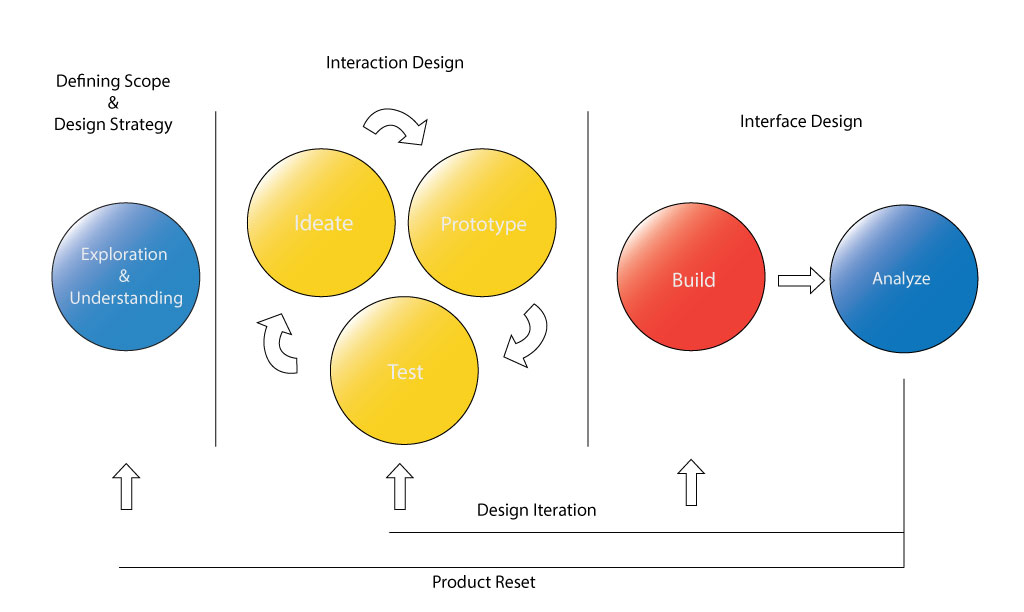 Defining Scope
&
Design Strategy
Interaction Design
Interface Design
Exploration
&
Understanding
Ideate
Prototype
Test
Build
Analyze
Design Iteration
Product Reset